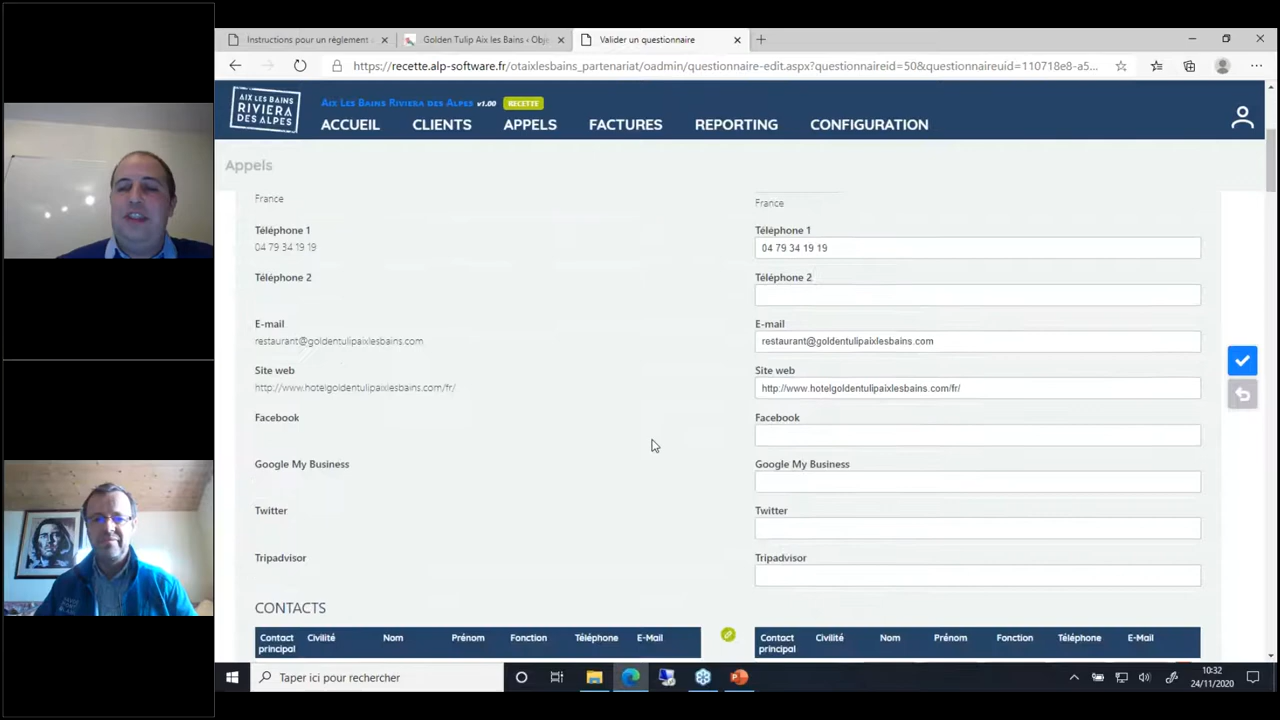 Instructions pour un règlement
Golden Tulip Aix les Bains ‹ Obje
Valider un questionnaire
https://recette.alp-software.fr/otaixlesbains_partenariat/oadmin/questionnaire-edit.aspx?questionnaireid=50&questionnaireuid=110718e8-a5...
AIX LES BAINS
RIVIERA
DES ALPES
AIX LES BAINS RIVIERA DES ALPES v1.00 RECETTE
ACCUEIL CLIENTS APPELS FACTURES REPORTING CONFIGURATION
Appels
France
France
Téléphone 1
04 79 34 19 19
Téléphone 1
04 79 34 19 19
Téléphone 2
Téléphone 2
E-mail
restaurant@goldentulipaixlesbains.com
E-mail
restaurant@goldentulipaixlesbains.com
Site web
http://www.hotelgoldentulipaixlesbains.com/fr/
Site web
http://www.hotelgoldentulipaixlesbains.com/fr/
Facebook
Facebook
Google My Business
Google My Business
Twitter
Twitter
Tripadvisor
Tripadvisor
CONTACTS
Contact principal Civilité Nom Prénom Fonction Téléphone E-Mail
Contact principal Civilité Nom Prénom Fonction Téléphone E-Mail
Taper ici pour rechercher
10:32
24/11/2020